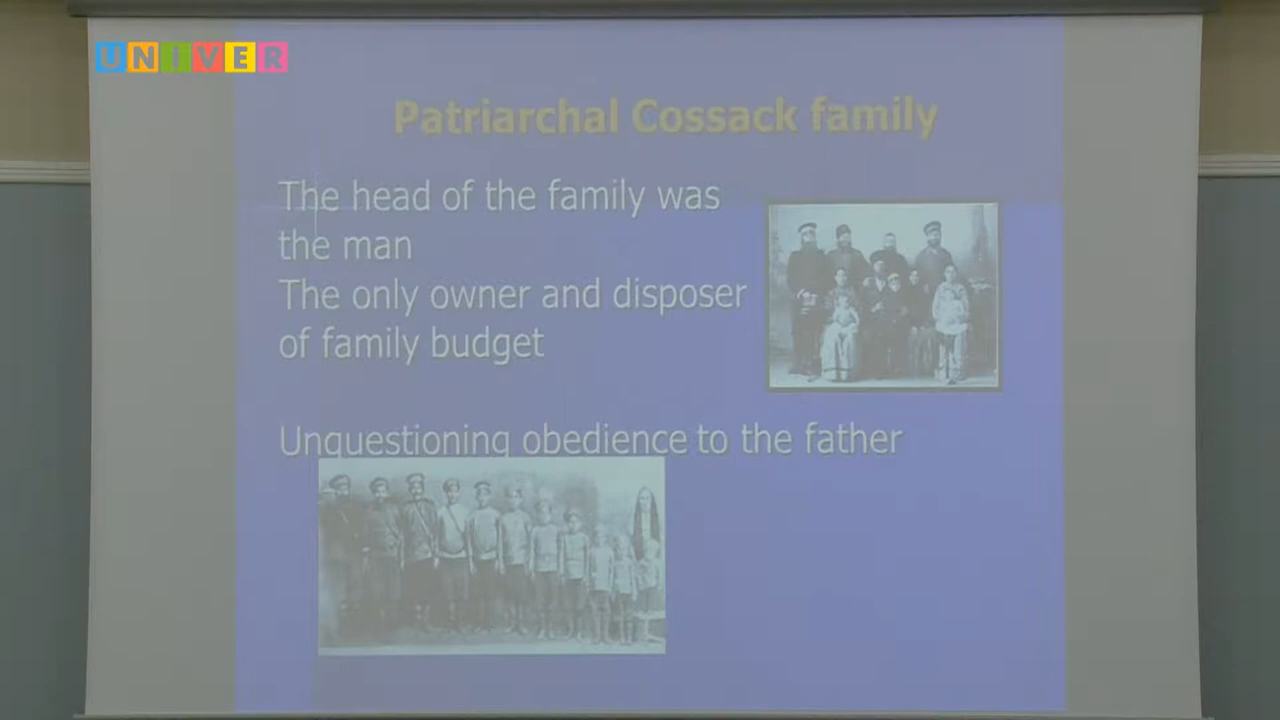 UNiVER
Patriarchal Cossack family
The head of the family was
the man
The only owner and disposer
of family budget
Unquestioning obedience to the father